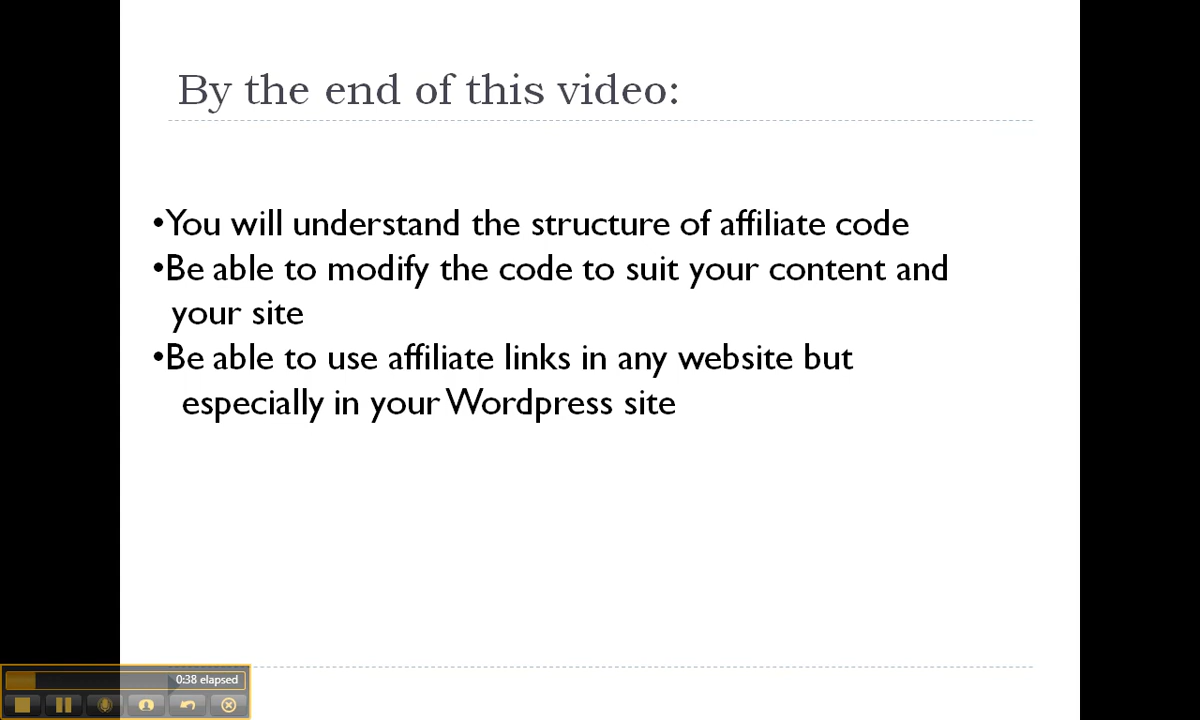 By the end of this video:
•You will understand the structure of affiliate code
•Be able to modify the code to suit your content and
your site
•Be able to use affiliate links in any website but
especially in your Wordpress site
0:38 elapsed